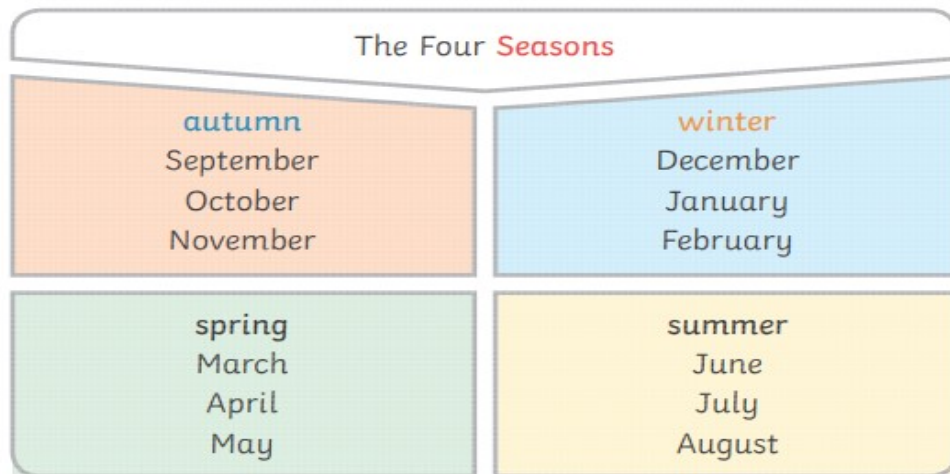 The Four Seasons
autumn
September
October
November
winter
December
January
February
spring
March
April
May
summer
June
July
August